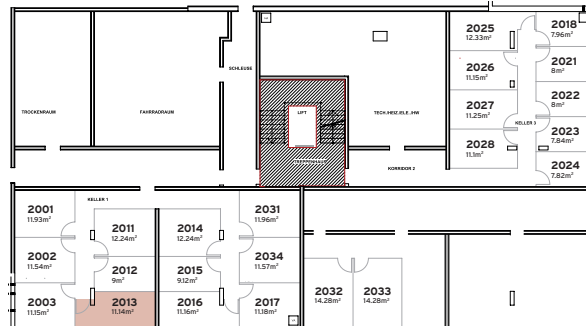 2025
12.33m²
2018
7.96m²
2026
11.15m²
2021
8m²
2027
11.25m²
2022
8m²
KELLER 3
2028
11.1m²
2023
7.84m²
2024
7.82m²
SCHLEUSE
TROCKENRAUM
FAHRRADRAUM
LIFT
TECH./HEIZ./ELE. /HW
KORRIDOR 2
KELLER 1
2001
11.93m²
2011
12.24m²
2014
12.24m²
2031
11.96m²
2002
11.54m²
2012
9m²
2015
9.12m²
2034
11.57m²
2003
11.15m²
2013
11.14m²
2016
11.16m²
2017
11.18m²
2032
14.28m²
2033
14.28m²